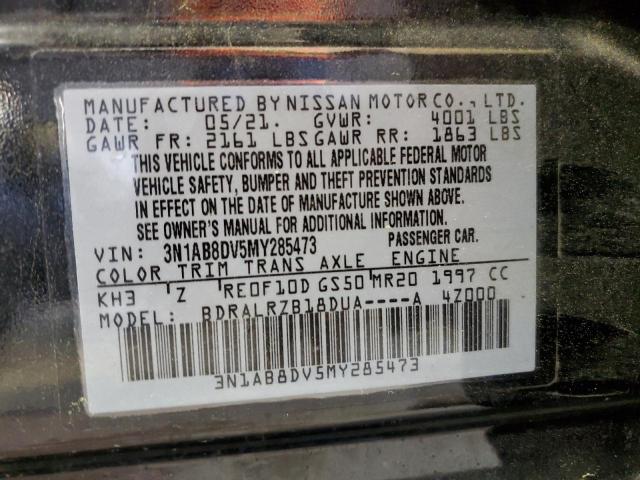 MANUFACTURED BY NISSAN MOTOR CO., LTD.
DATE: 05/21. GVWR: 4001 LBS
GAWR FR: 2161 LBS GAWR RR: 1863 LBS
THIS VEHICLE CONFORMS TO ALL APPLICABLE FEDERAL MOTOR
VEHICLE SAFETY, BUMPER AND THEFT PREVENTION STANDARDS
IN EFFECT ON THE DATE OF MANUFACTURE SHOWN ABOVE.
SEE OWNER'S MANUAL FOR ADDITIONAL INFORMATION.
VIN: 3N1AB8DV5MY285473 PASSENGER CAR.
COLOR TRIM TRANS AXLE ENGINE
KH3 Z RE0F10D GS50 MR20 1997 CC
MODEL: BDRALRZB18DUA----A 4Z000
3N1AB8DV5MY285473